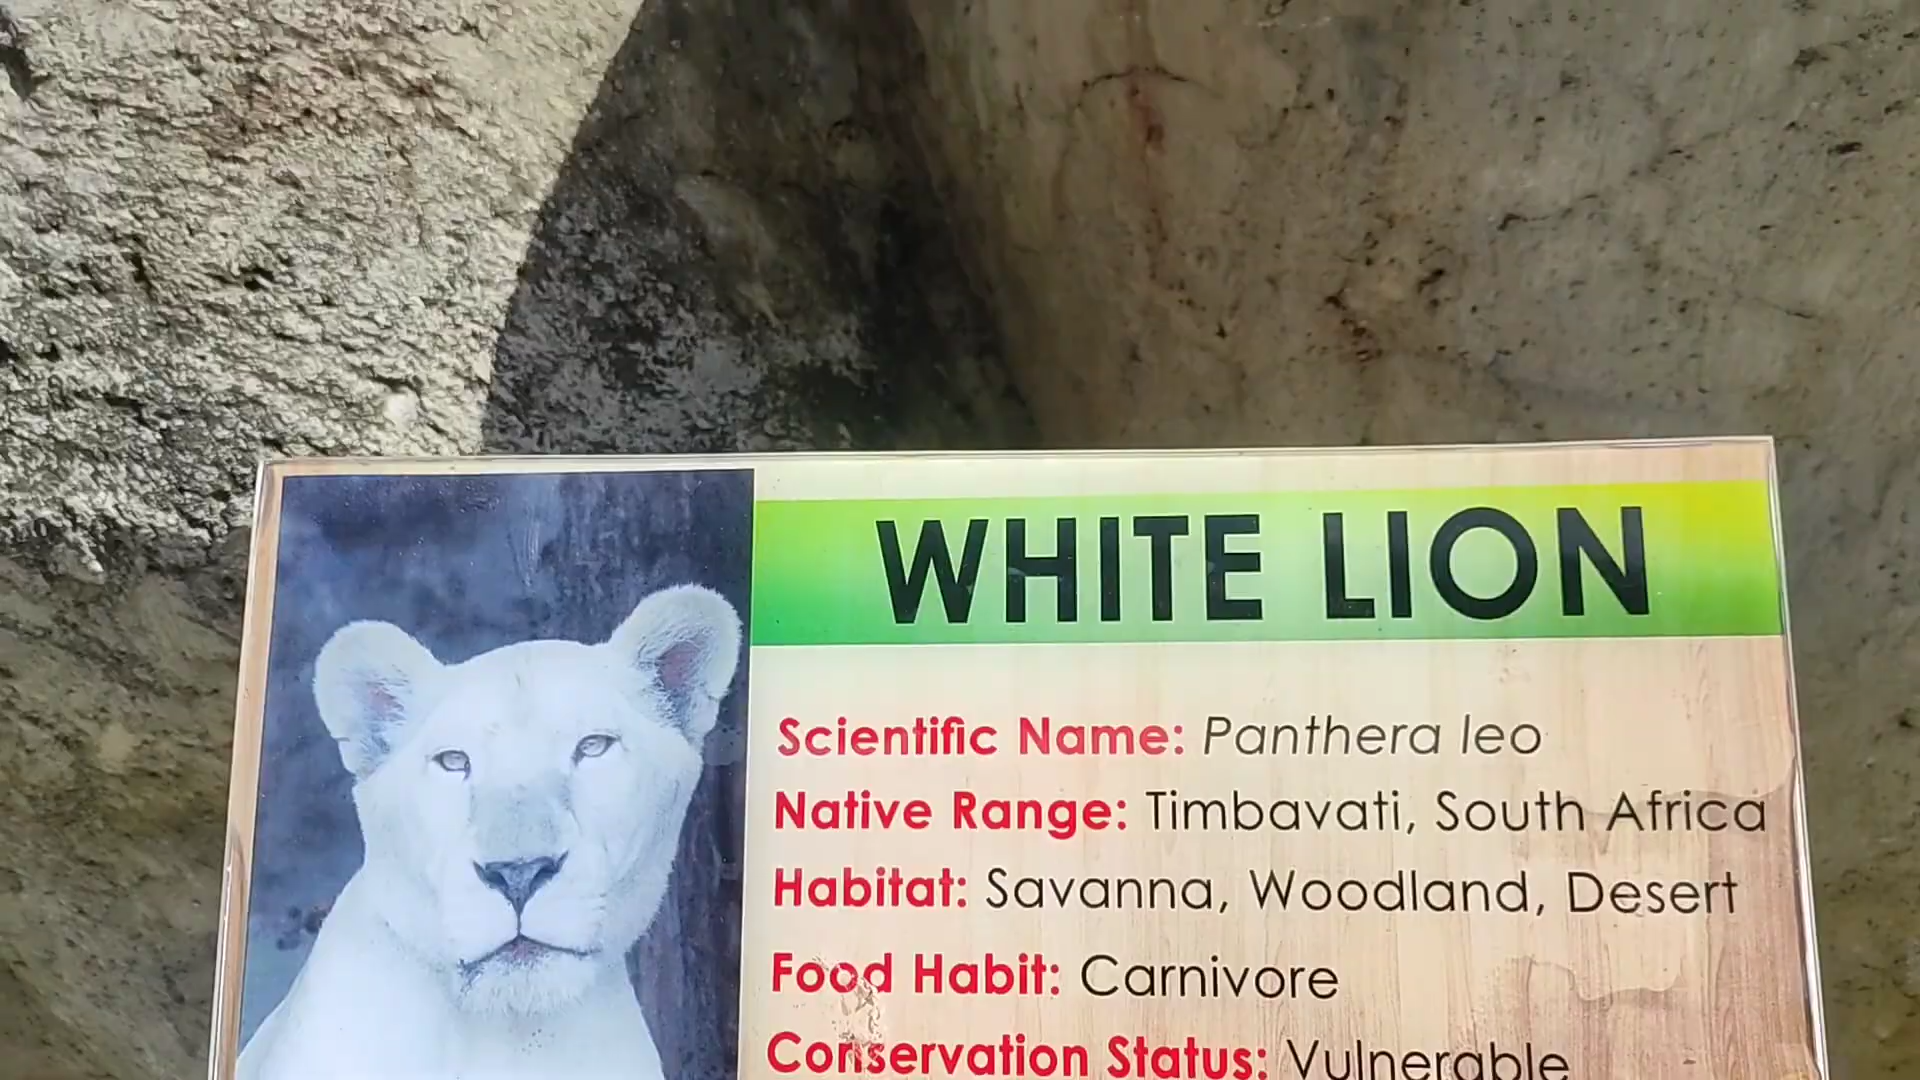 WHITE LION
Scientific Name: Panthera leo
Native Range: Timbavati, South Africa
Habitat: Savanna, Woodland, Desert
Food Habit: Carnivore
Conservation Status: Vulnerable